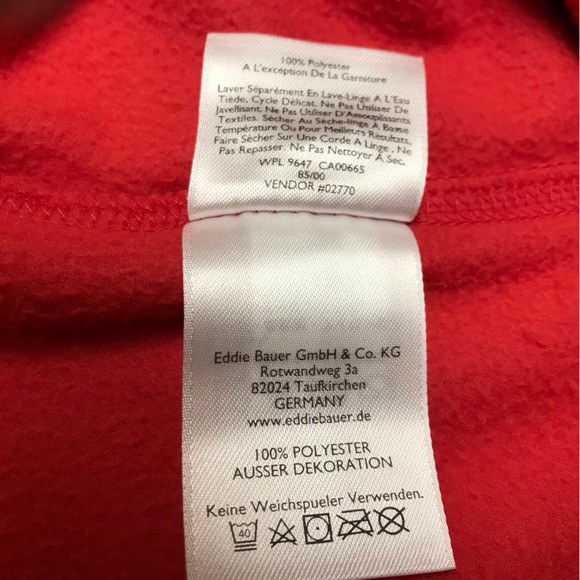 100% Polyester
A L'exception De La Garniture
Laver Séparément En Lave-Linge A L'Eau
Tiède, Cycle Délicat. Ne Pas Utiliser De
Javellisant. Ne Pas Utiliser D'Assouplissants
Textiles. Sécher Au Sèche-linge A Basse
Température Ou Pour Meilleurs Résultats,
Faire Sécher Sur Une Corde A Linge . Ne
Pas Repasser. Ne Pas Nettoyer A Sec.
WPL 9647 CA00665
85/00
VENDOR #02770
Eddie Bauer GmbH & Co. KG
Rotwandweg 3a
82024 Taufkirchen
GERMANY
www.eddiebauer.de
100% POLYESTER
AUSSER DEKORATION
Keine Weichspueler Verwenden.
40